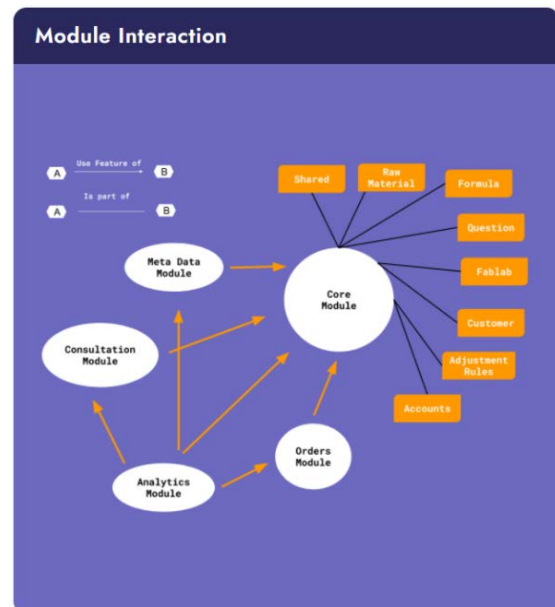 Module Interaction
Use Feature of
A
B
Is part of
A
B
Shared
Raw
Material
Formula
Question
Fablab
Customer
Adjustment
Rules
Accounts
Meta Data
Module
Core
Module
Consultation
Module
Orders
Module
Analytics
Module